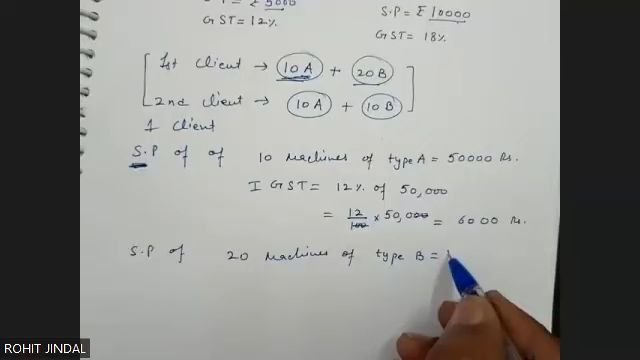 S.P = ₹ 5000
S.P = ₹ 10000
GST = 12%
GST = 18%
1st Client → 10 A + 20 B
2nd Client → 10 A + 10 B
1 Client
S.P of of 10 Machines of type A = 50000 Rs.
I GST = 12% of 50,000
= 12/100 × 50,000 = 6000 Rs.
S.P of 20 Machines of type B =
ROHIT JINDAL